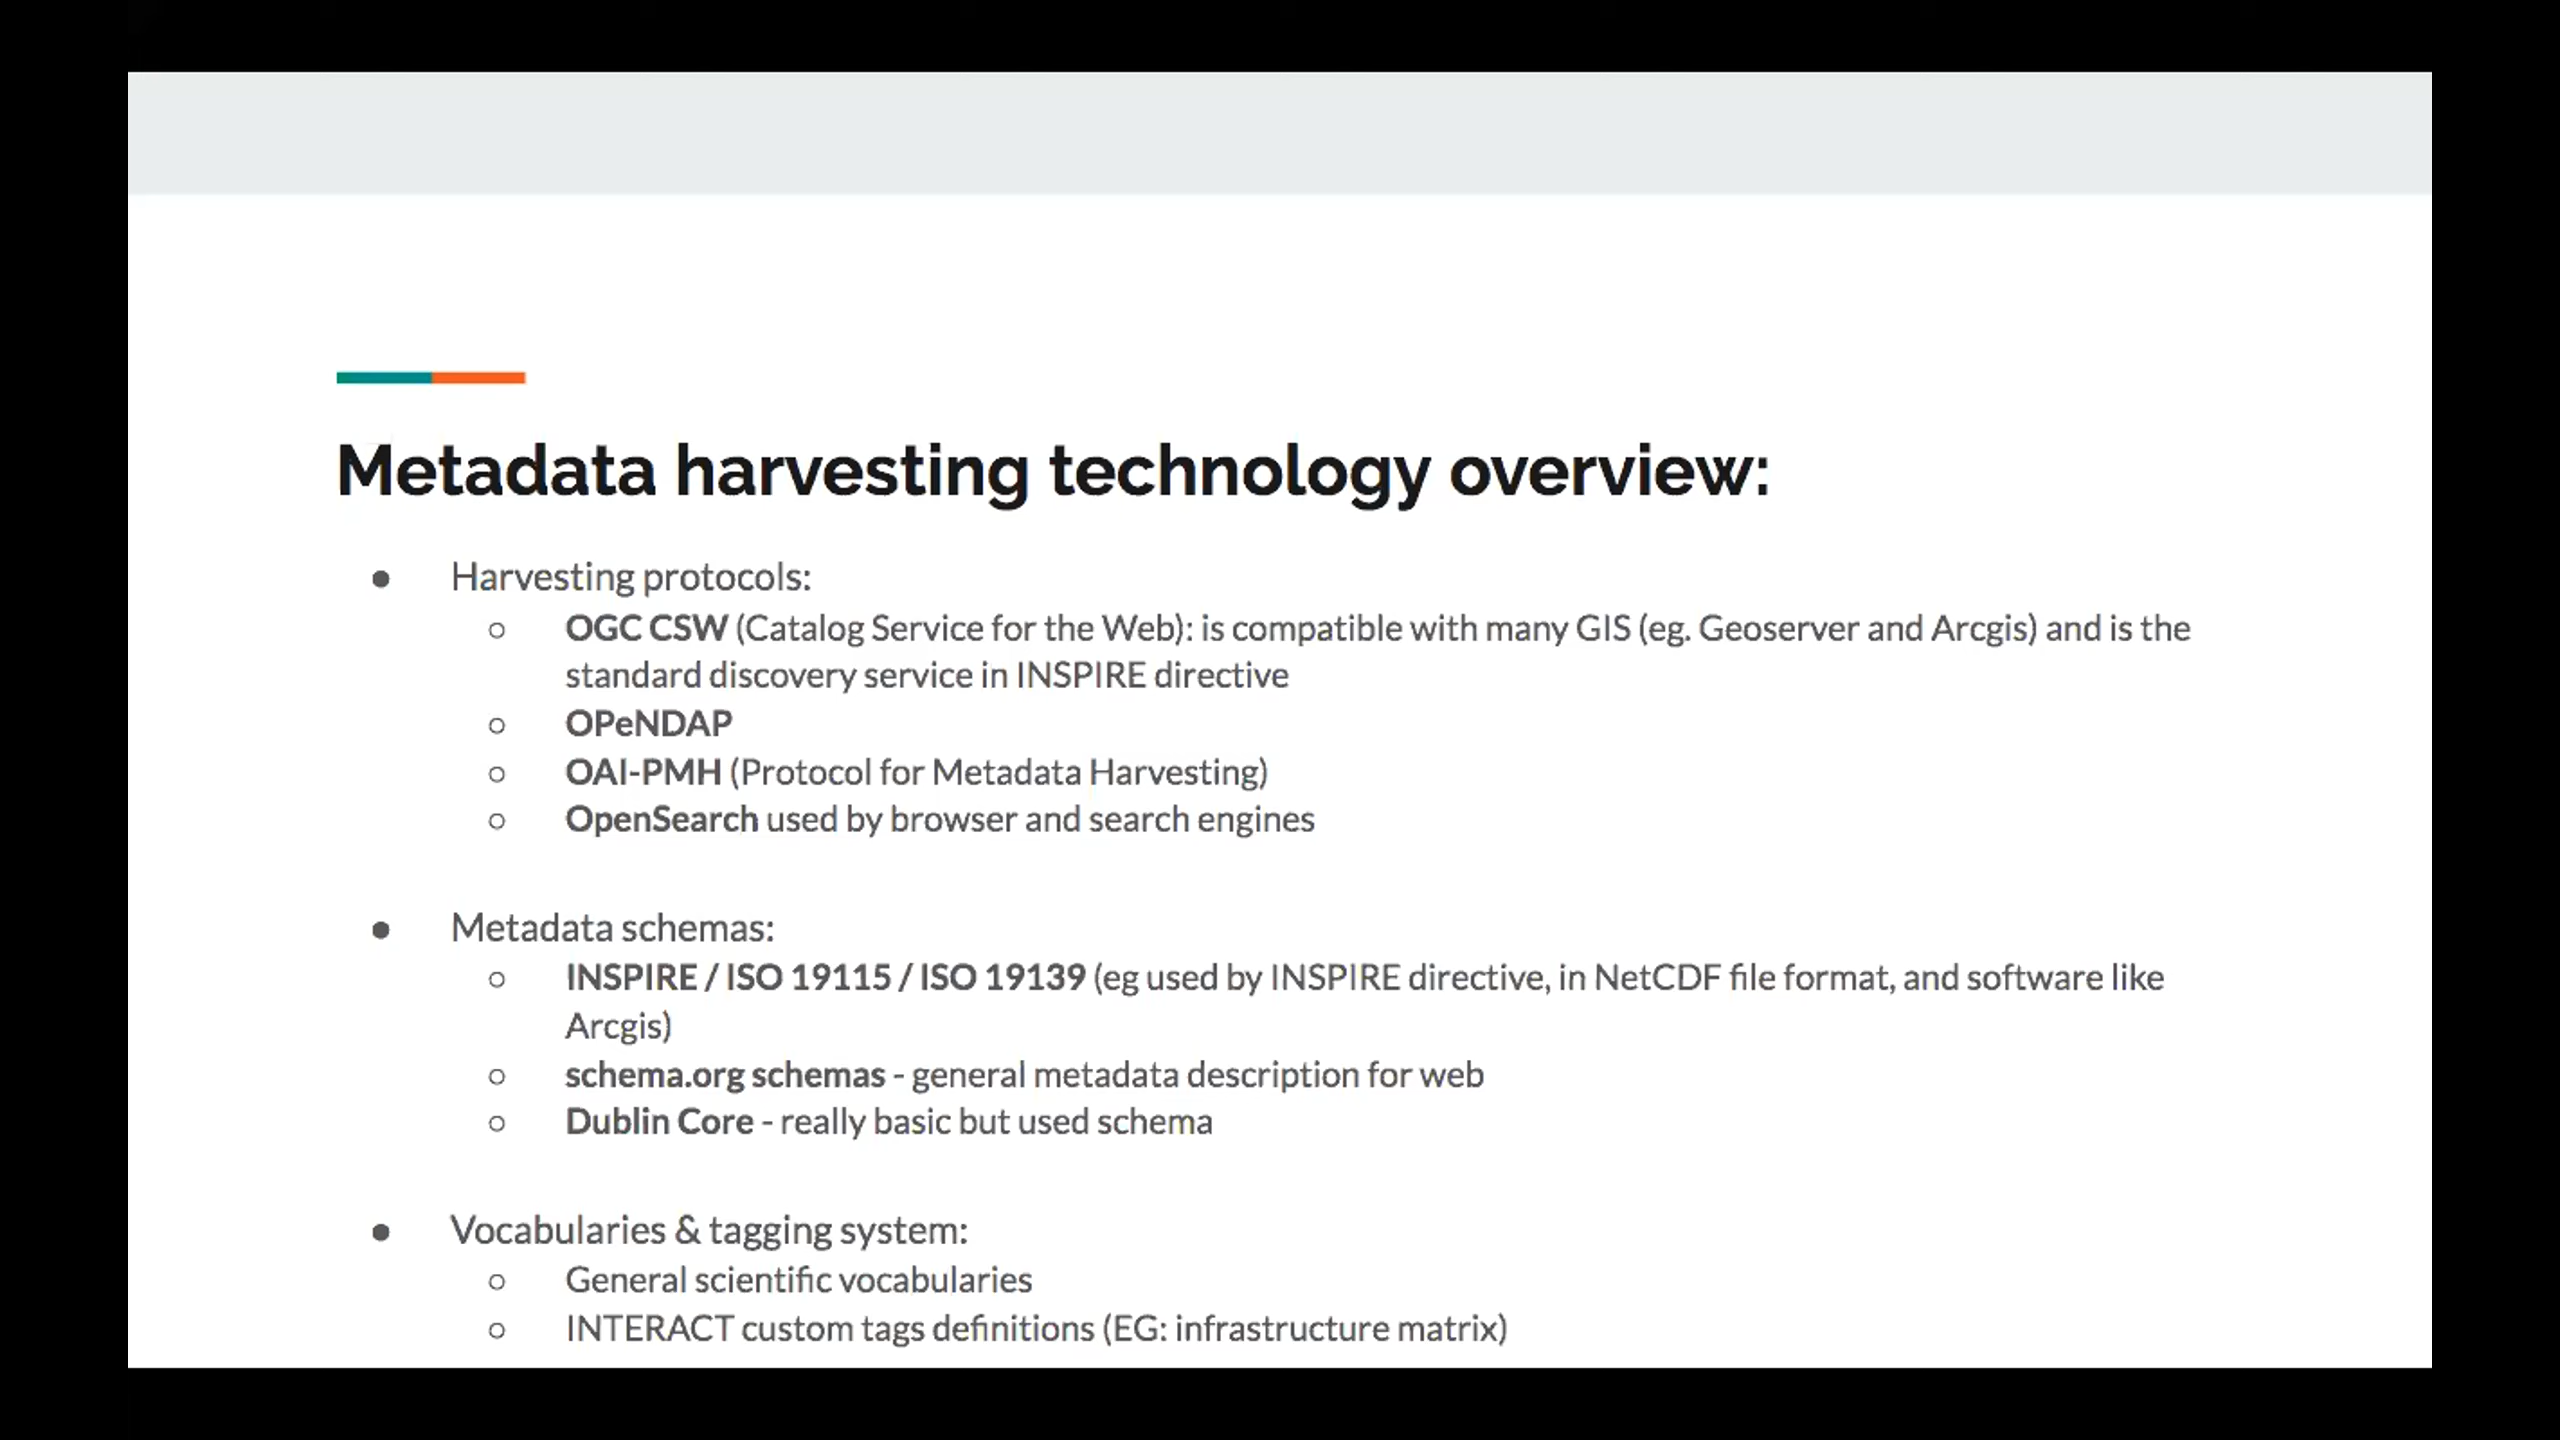 Metadata harvesting technology overview:
● Harvesting protocols:
○ OGC CSW (Catalog Service for the Web): is compatible with many GIS (eg. Geoserver and Arcgis) and is the
standard discovery service in INSPIRE directive
○ OPeNDAP
○ OAI-PMH (Protocol for Metadata Harvesting)
○ OpenSearch used by browser and search engines
● Metadata schemas:
○ INSPIRE / ISO 19115 / ISO 19139 (eg used by INSPIRE directive, in NetCDF file format, and software like
Arcgis)
○ schema.org schemas - general metadata description for web
○ Dublin Core - really basic but used schema
● Vocabularies & tagging system:
○ General scientific vocabularies
○ INTERACT custom tags definitions (EG: infrastructure matrix)